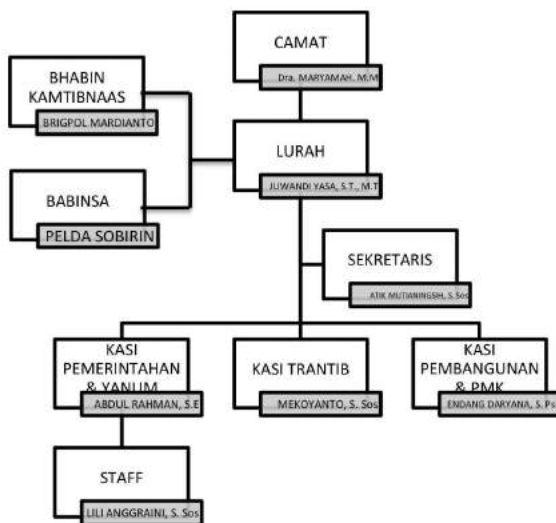 CAMAT
Dra. MARYAMAH, M.M
BHABIN
KAMTIBNAAS
BRIGPOL MARDIANTO
LURAH
JUWANDI YASA, S.T., M.T
BABINSA
PELDA SOBIRIN
SEKRETARIS
ATIK MUTIANINGSIH, S.Sos
KASI
PEMERINTAHAN
& YANUM
ABDUL RAHMAN, S.E
KASI TRANTIB
MEKOYANTO, S. Sos
KASI
PEMBANGUNAN
& PMK
ENDANG DARYANA, S. Ps
STAFF
LILI ANGGRAINI, S. Sos